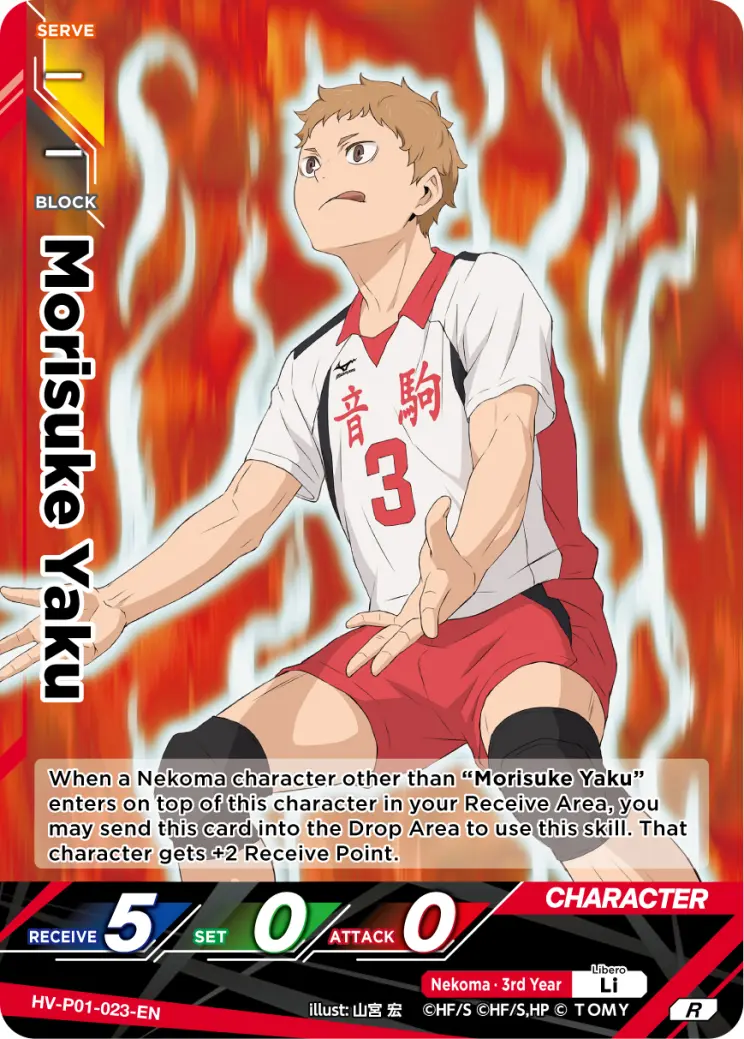 SERVE
—
—
BLOCK
Morisuke Yaku
音駒
3
When a Nekoma character other than “Morisuke Yaku”
enters on top of this character in your Receive Area, you
may send this card into the Drop Area to use this skill. That
character gets +2 Receive Point.
CHARACTER
RECEIVE 5 SET 0 ATTACK 0
Libero
Nekoma · 3rd Year Li
HV-P01-023-EN illust: 山宮 宏 ©HF/S ©HF/S,HP © TOMY R